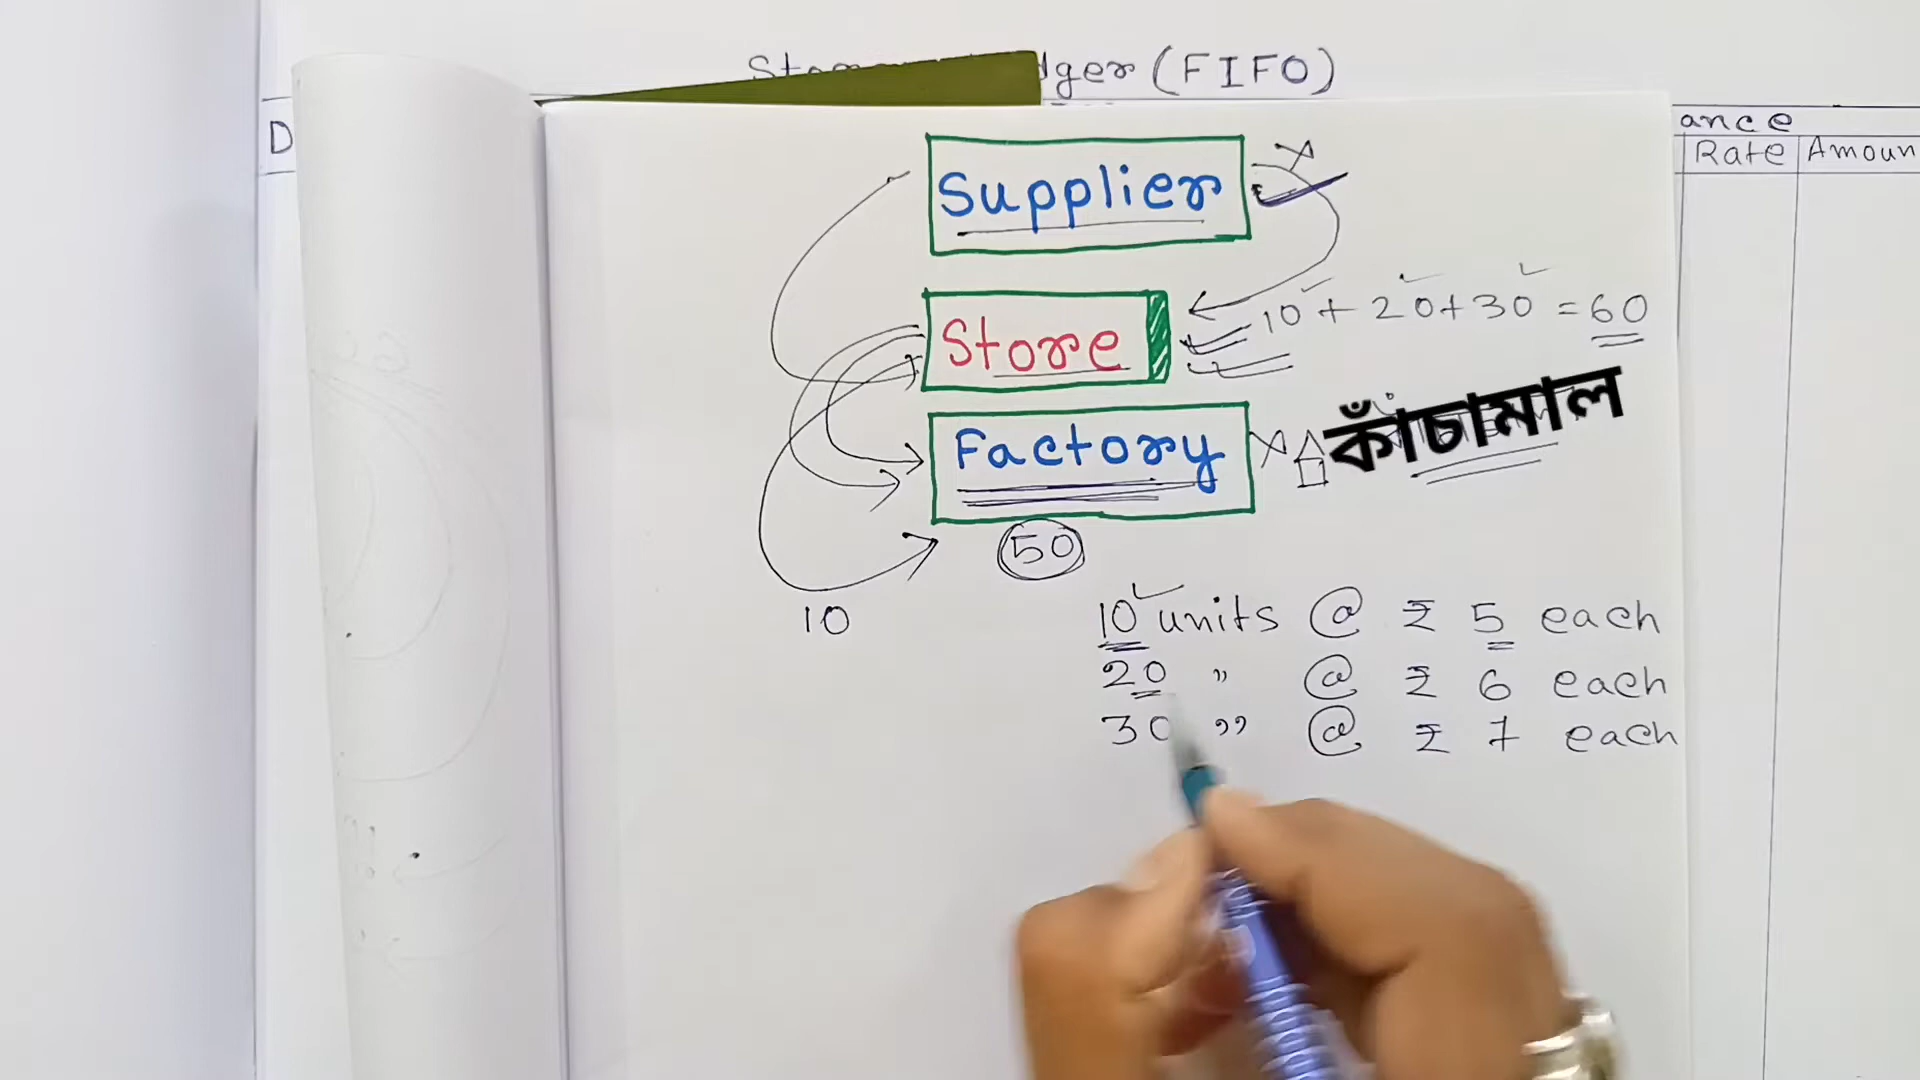 dger (FIFO)
D
ance
Rate Amoun
Supplier
Store
10 + 20 + 30 = 60
কাঁচামাল
Factory
50
10
10 units @ ₹ 5 each
20 " @ ₹ 6 each
30 " @ ₹ 7 each